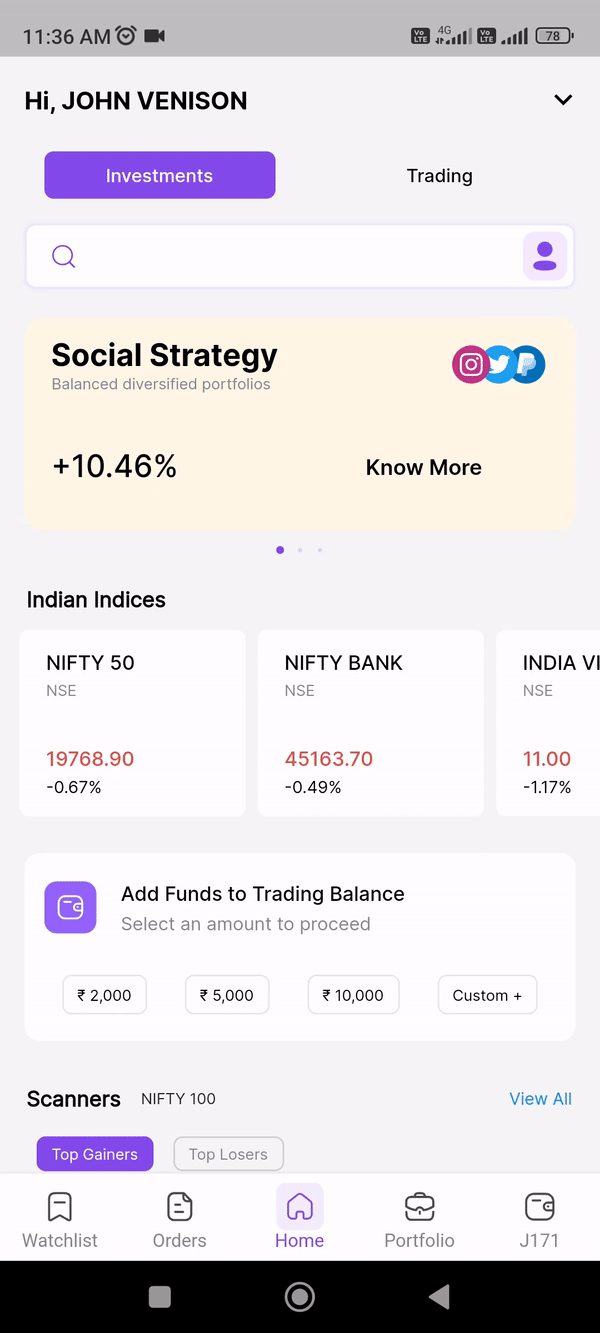 11:36 AM
Vo LTE 4G Vo LTE 78
Hi, JOHN VENISON
Investments Trading
Social Strategy
Balanced diversified portfolios
+10.46% Know More
Indian Indices
NIFTY 50 NIFTY BANK INDIA VI
NSE NSE NSE
19768.90 45163.70 11.00
-0.67% -0.49% -1.17%
Add Funds to Trading Balance
Select an amount to proceed
₹ 2,000 ₹ 5,000 ₹ 10,000 Custom +
Scanners NIFTY 100 View All
Top Gainers Top Losers
Watchlist Orders Home Portfolio J171